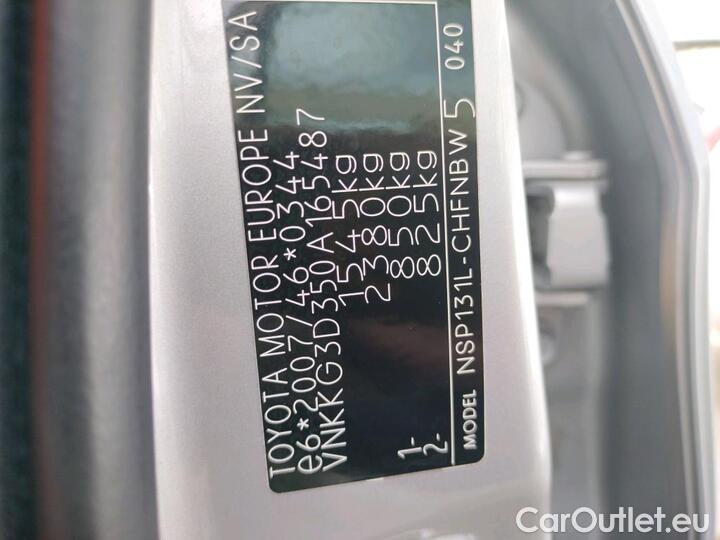 TOYOTA MOTOR EUROPE NV/SA
e6*2007/46*0344
VNKKG3D350A165487
1545kg
2380kg
1- 850kg
2- 825kg
MODEL NSP131L-CHFNBW 5 040
CarOutlet.eu